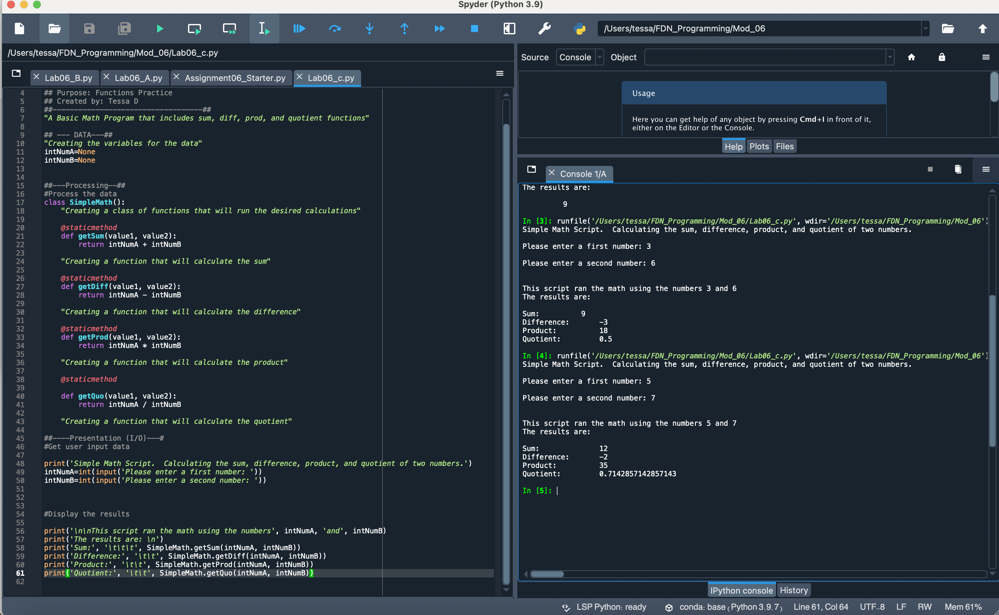 Spyder (Python 3.9)
/Users/tessa/FDN_Programming/Mod_06
/Users/tessa/FDN_Programming/Mod_06/Lab06_c.py
Lab06_B.py
Lab06_A.py
Assignment06_Starter.py
Lab06_c.py
4 ## Purpose: Functions Practice
5 ## Created by: Tessa D
6 ##-----------------------------------##
7 "A Basic Math Program that includes sum, diff, prod, and quotient functions"
8
9 ## --- DATA---##
10 "Creating the variables for the data"
11 intNumA=None
12 intNumB=None
13
14
15 ##---Processing--##
16 #Process the data
17 class SimpleMath():
18     "Creating a class of functions that will run the desired calculations"
19
20     @staticmethod
21     def getSum(value1, value2):
22         return intNumA + intNumB
23
24     "Creating a function that will calculate the sum"
25
26     @staticmethod
27     def getDiff(value1, value2):
28         return intNumA - intNumB
29
30     "Creating a function that will calculate the difference"
31
32     @staticmethod
33     def getProd(value1, value2):
34         return intNumA * intNumB
35
36     "Creating a function that will calculate the product"
37
38     @staticmethod
39
40     def getQuo(value1, value2):
41         return intNumA / intNumB
42
43     "Creating a function that will calculate the quotient"
44
45 ##----Presentation (I/O)---#
46 #Get user input data
47
48 print('Simple Math Script.  Calculating the sum, difference, product, and quotient of two numbers.')
49 intNumA=int(input('Please enter a first number: '))
50 intNumB=int(input('Please enter a second number: '))
51
52
53
54 #Display the results
55
56 print('\n\nThis script ran the math using the numbers', intNumA, 'and', intNumB)
57 print('The results are: \n')
58 print('Sum:', '\t\t\t', SimpleMath.getSum(intNumA, intNumB))
59 print('Difference:', '\t\t', SimpleMath.getDiff(intNumA, intNumB))
60 print('Product:', '\t\t', SimpleMath.getProd(intNumA, intNumB))
61 print('Quotient:', '\t\t', SimpleMath.getQuo(intNumA, intNumB))
62
Source Console Object
Usage
Here you can get help of any object by pressing Cmd+I in front of it,
either on the Editor or the Console.
Help Plots Files
Console 1/A
The results are:
9
In [3]: runfile('/Users/tessa/FDN_Programming/Mod_06/Lab06_c.py', wdir='/Users/tessa/FDN_Programming/Mod_06')
Simple Math Script.  Calculating the sum, difference, product, and quotient of two numbers.
Please enter a first number: 3
Please enter a second number: 6
This script ran the math using the numbers 3 and 6
The results are:
Sum: 9
Difference: -3
Product: 18
Quotient: 0.5
In [4]: runfile('/Users/tessa/FDN_Programming/Mod_06/Lab06_c.py', wdir='/Users/tessa/FDN_Programming/Mod_06')
Simple Math Script.  Calculating the sum, difference, product, and quotient of two numbers.
Please enter a first number: 5
Please enter a second number: 7
This script ran the math using the numbers 5 and 7
The results are:
Sum: 12
Difference: -2
Product: 35
Quotient: 0.7142857142857143
In [5]:
IPython console History
LSP Python: ready conda: base (Python 3.9.7) Line 61, Col 64 UTF-8 LF RW Mem 61%